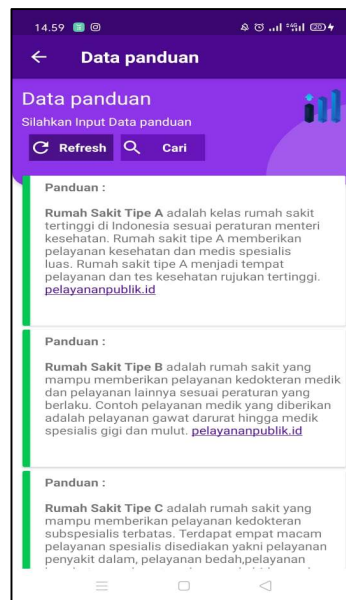 14.59
20
Data panduan
Data panduan
Silahkan Input Data panduan
Refresh Cari
Panduan :
Rumah Sakit Tipe A adalah kelas rumah sakit
tertinggi di Indonesia sesuai peraturan menteri
kesehatan. Rumah sakit tipe A memberikan
pelayanan kesehatan dan medis spesialis
luas. Rumah sakit tipe A menjadi tempat
pelayanan dan tes kesehatan rujukan tertinggi.
pelayananpublik.id
Panduan :
Rumah Sakit Tipe B adalah rumah sakit yang
mampu memberikan pelayanan kedokteran medik
dan pelayanan lainnya sesuai peraturan yang
berlaku. Contoh pelayanan medik yang diberikan
adalah pelayanan gawat darurat hingga medik
spesialis gigi dan mulut. pelayananpublik.id
Panduan :
Rumah Sakit Tipe C adalah rumah sakit yang
mampu memberikan pelayanan kedokteran
subspesialis terbatas. Terdapat empat macam
pelayanan spesialis disediakan yakni pelayanan
penyakit dalam, pelayanan bedah,pelayanan